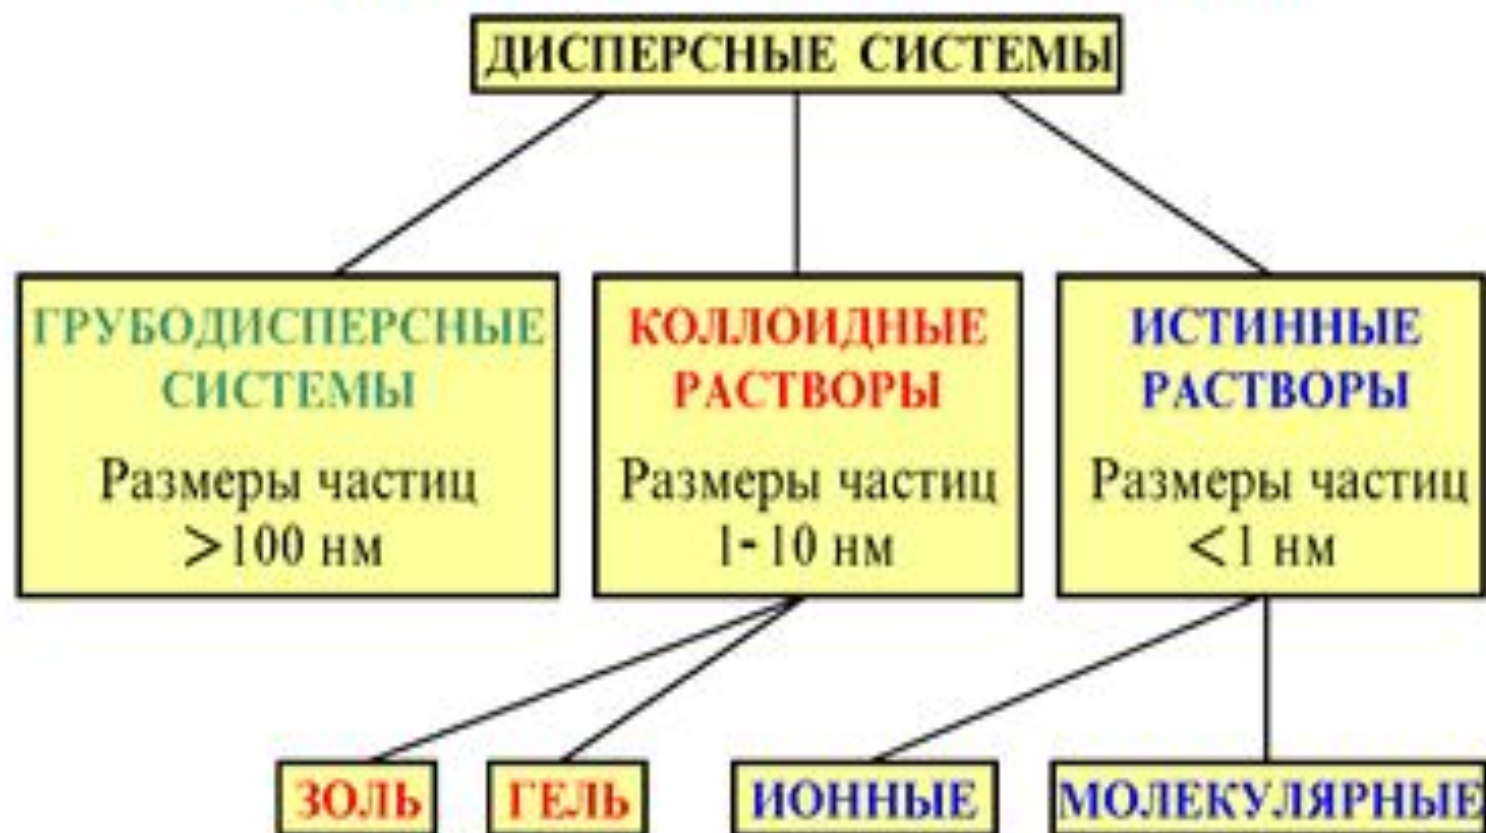 ДИСПЕРСНЫЕ СИСТЕМЫ
ГРУБОДИСПЕРСНЫЕ
СИСТЕМЫ
Размеры частиц
>100 нм
КОЛЛОИДНЫЕ
РАСТВОРЫ
Размеры частиц
1-10 нм
ИСТИННЫЕ
РАСТВОРЫ
Размеры частиц
<1 нм
ЗОЛЬ
ГЕЛЬ
ИОННЫЕ
МОЛЕКУЛЯРНЫЕ